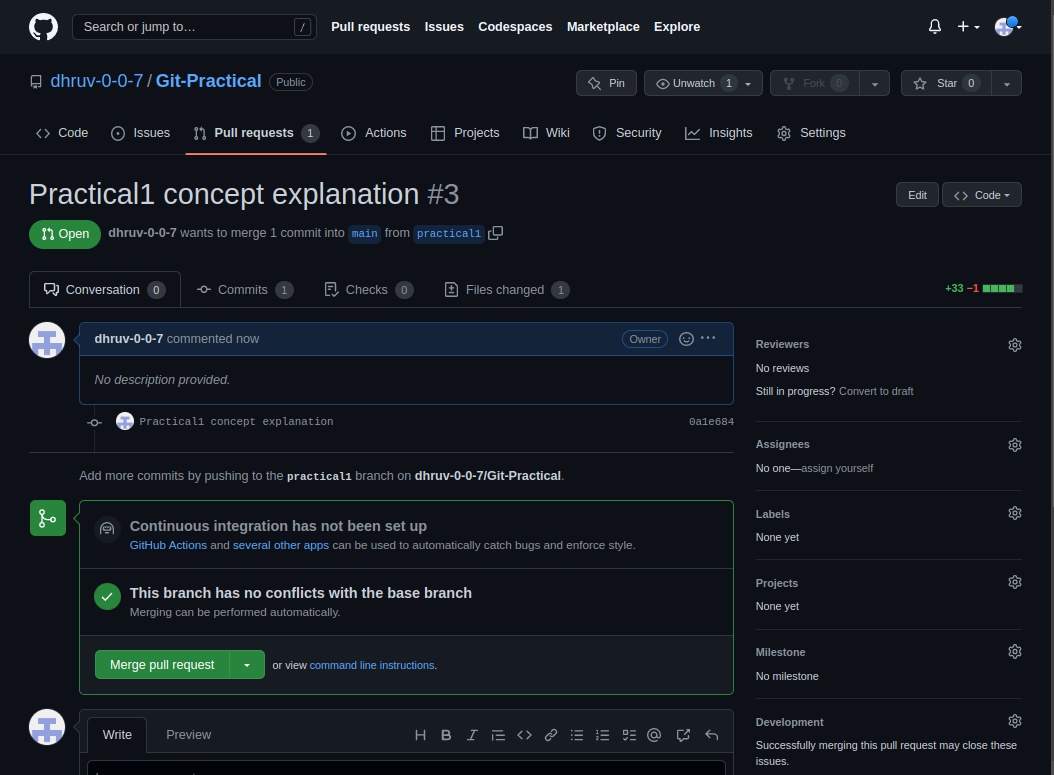 Search or jump to… / Pull requests Issues Codespaces Marketplace Explore
dhruv-0-0-7 / Git-Practical Public Pin Unwatch 1 Fork 0 Star 0
Code Issues Pull requests 1 Actions Projects Wiki Security Insights Settings
Practical1 concept explanation #3 Edit Code
Open dhruv-0-0-7 wants to merge 1 commit into main from practical1
Conversation 0 Commits 1 Checks 0 Files changed 1 +33 −1
dhruv-0-0-7 commented now Owner
No description provided.
Practical1 concept explanation 0a1e684
Add more commits by pushing to the practical1 branch on dhruv-0-0-7/Git-Practical.
Continuous integration has not been set up
GitHub Actions and several other apps can be used to automatically catch bugs and enforce style.
This branch has no conflicts with the base branch
Merging can be performed automatically.
Merge pull request or view command line instructions.
Write Preview
Reviewers
No reviews
Still in progress? Convert to draft
Assignees
No one—assign yourself
Labels
None yet
Projects
None yet
Milestone
No milestone
Development
Successfully merging this pull request may close these
issues.